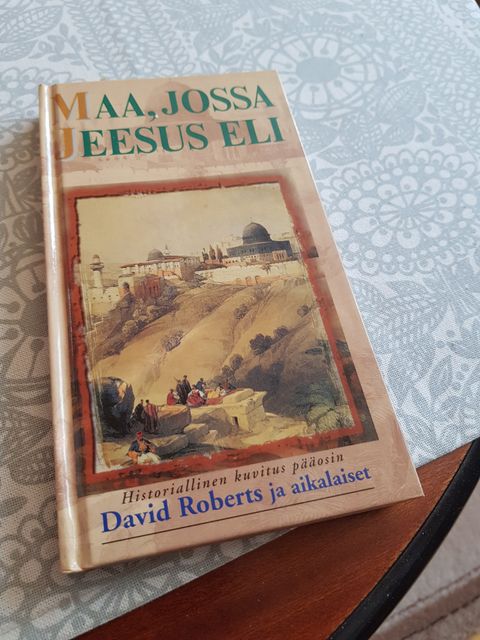 MAA, JOSSA
JEESUS ELI
Historiallinen kuvitus pääosin
David Roberts ja aikalaiset